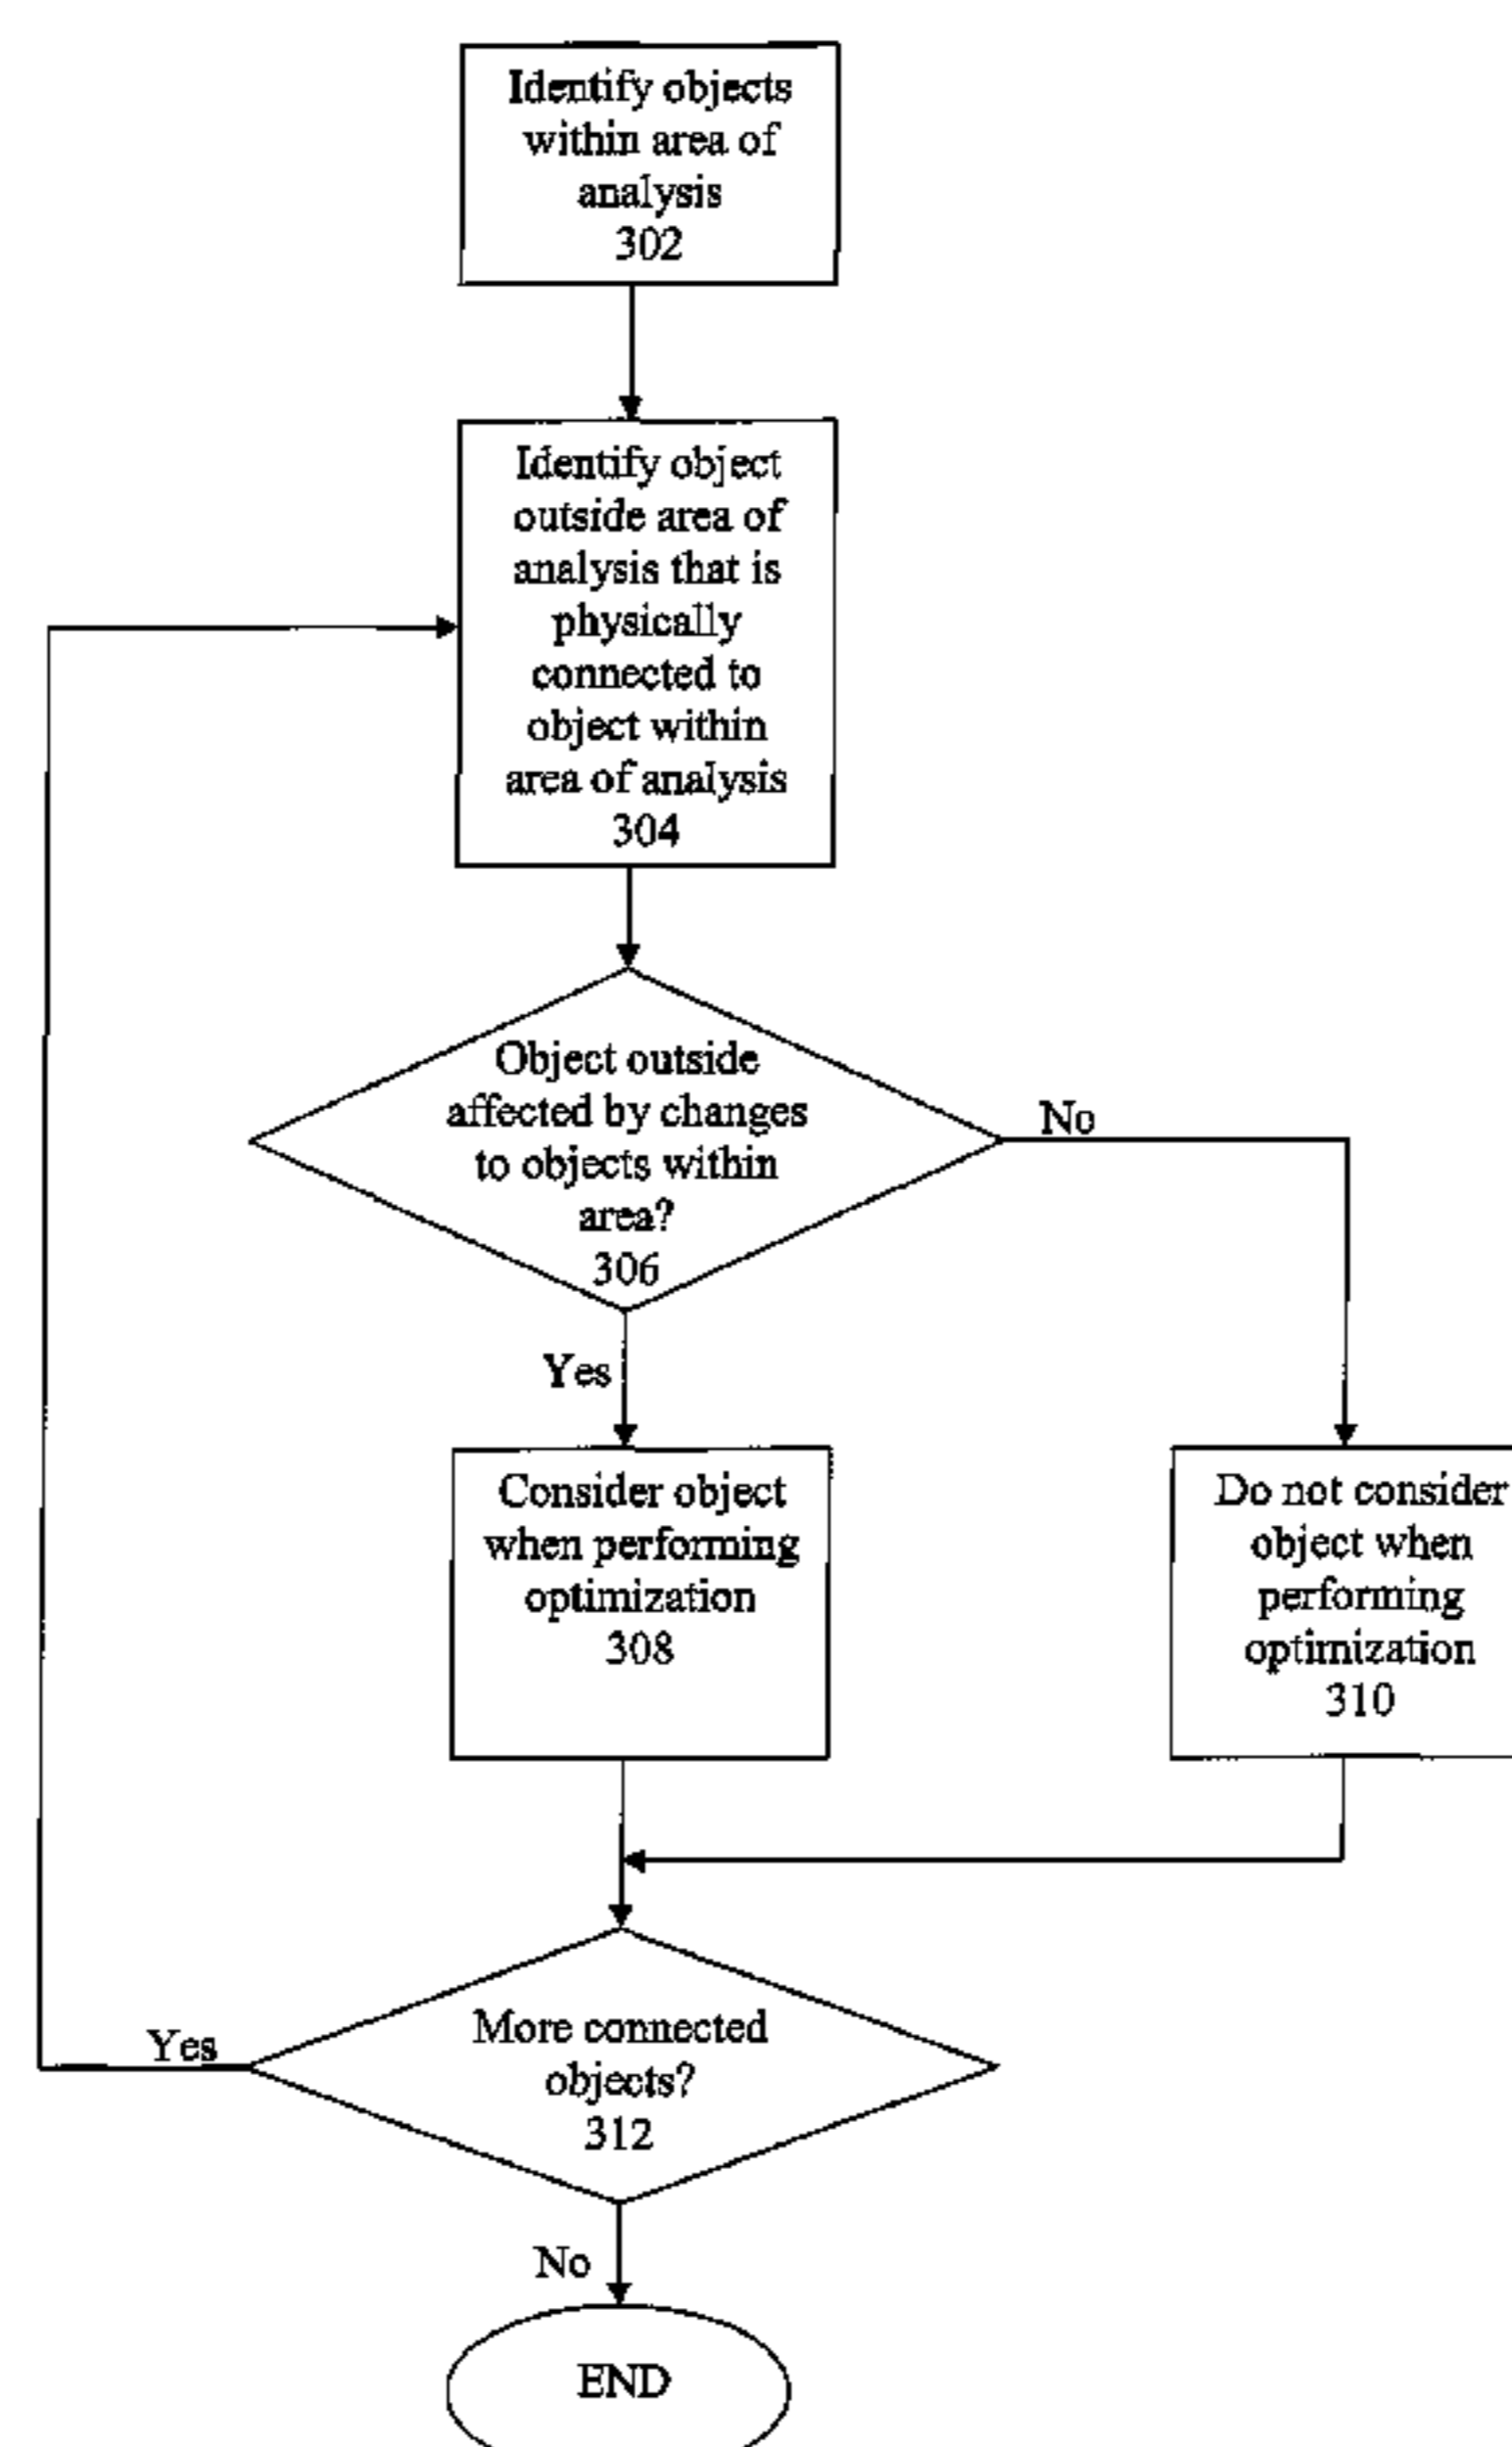 Identify objects
within area of
analysis
302
Identify object
outside area of
analysis that is
physically
connected to
object within
area of analysis
304
Object outside
affected by changes
to objects within
area?
306
No
Yes
Consider object
when performing
optimization
308
Do not consider
object when
performing
optimization
310
More connected
objects?
312
Yes
No
END